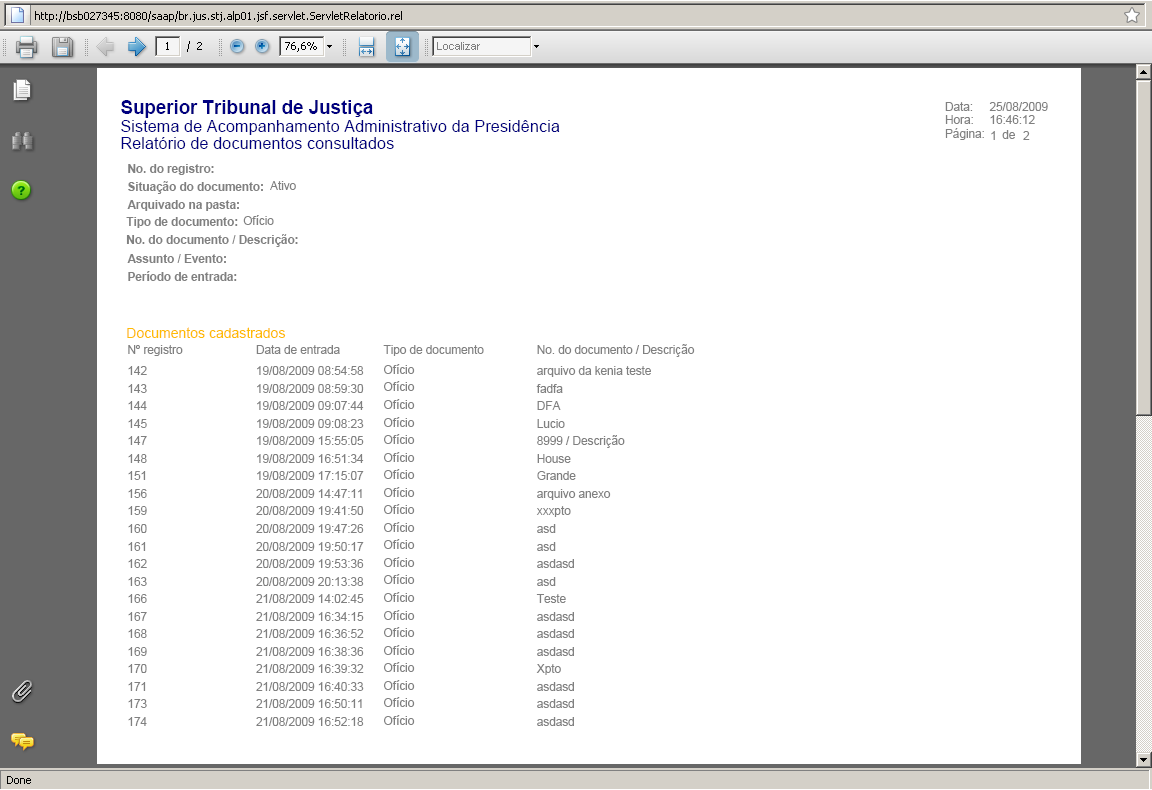 http://bsb027345:8080/saap/br.jus.stj.alp01.jsf.servlet.ServletRelatorio.rel
1 / 2 76,6% Localizar
Superior Tribunal de Justiça
Sistema de Acompanhamento Administrativo da Presidência
Relatório de documentos consultados
Data: 25/08/2009
Hora: 16:46:12
Página: 1 de 2
No. do registro:
Situação do documento: Ativo
Arquivado na pasta:
Tipo de documento: Ofício
No. do documento / Descrição:
Assunto / Evento:
Período de entrada:
Documentos cadastrados
Nº registro Data de entrada Tipo de documento No. do documento / Descrição
142 19/08/2009 08:54:58 Ofício arquivo da kenia teste
143 19/08/2009 08:59:30 Ofício fadfa
144 19/08/2009 09:07:44 Ofício DFA
145 19/08/2009 09:08:23 Ofício Lucio
147 19/08/2009 15:55:05 Ofício 8999 / Descrição
148 19/08/2009 16:51:34 Ofício House
151 19/08/2009 17:15:07 Ofício Grande
156 20/08/2009 14:47:11 Ofício arquivo anexo
159 20/08/2009 19:41:50 Ofício xxxpto
160 20/08/2009 19:47:26 Ofício asd
161 20/08/2009 19:50:17 Ofício asd
162 20/08/2009 19:53:36 Ofício asdasd
163 20/08/2009 20:13:38 Ofício asd
166 21/08/2009 14:02:45 Ofício Teste
167 21/08/2009 16:34:15 Ofício asdasd
168 21/08/2009 16:36:52 Ofício asdasd
169 21/08/2009 16:38:36 Ofício asdasd
170 21/08/2009 16:39:32 Ofício Xpto
171 21/08/2009 16:40:33 Ofício asdasd
173 21/08/2009 16:50:11 Ofício asdasd
174 21/08/2009 16:52:18 Ofício asdasd
Done